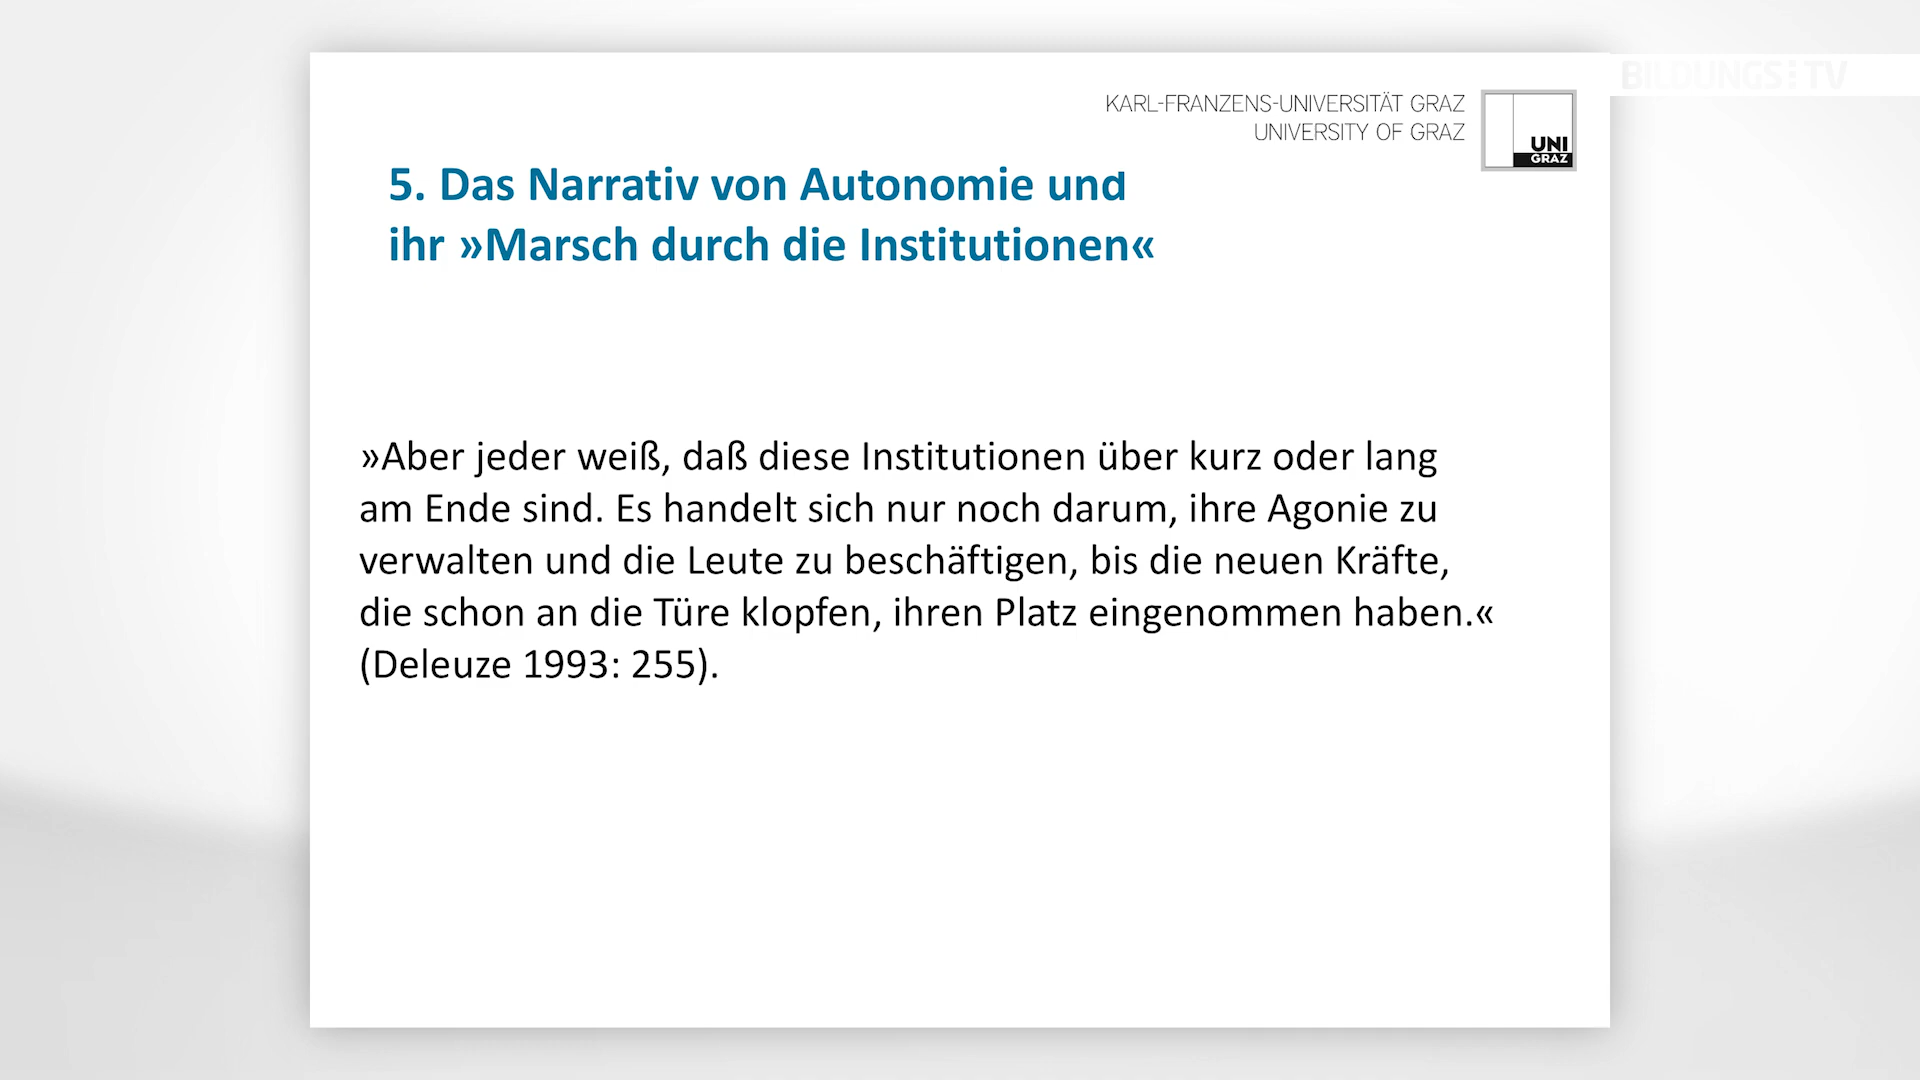 BILDUNGS TV
KARL-FRANZENS-UNIVERSITÄT GRAZ
UNIVERSITY OF GRAZ
UNI
GRAZ
5. Das Narrativ von Autonomie und
ihr »Marsch durch die Institutionen«
»Aber jeder weiß, daß diese Institutionen über kurz oder lang
am Ende sind. Es handelt sich nur noch darum, ihre Agonie zu
verwalten und die Leute zu beschäftigen, bis die neuen Kräfte,
die schon an die Türe klopfen, ihren Platz eingenommen haben.«
(Deleuze 1993: 255).